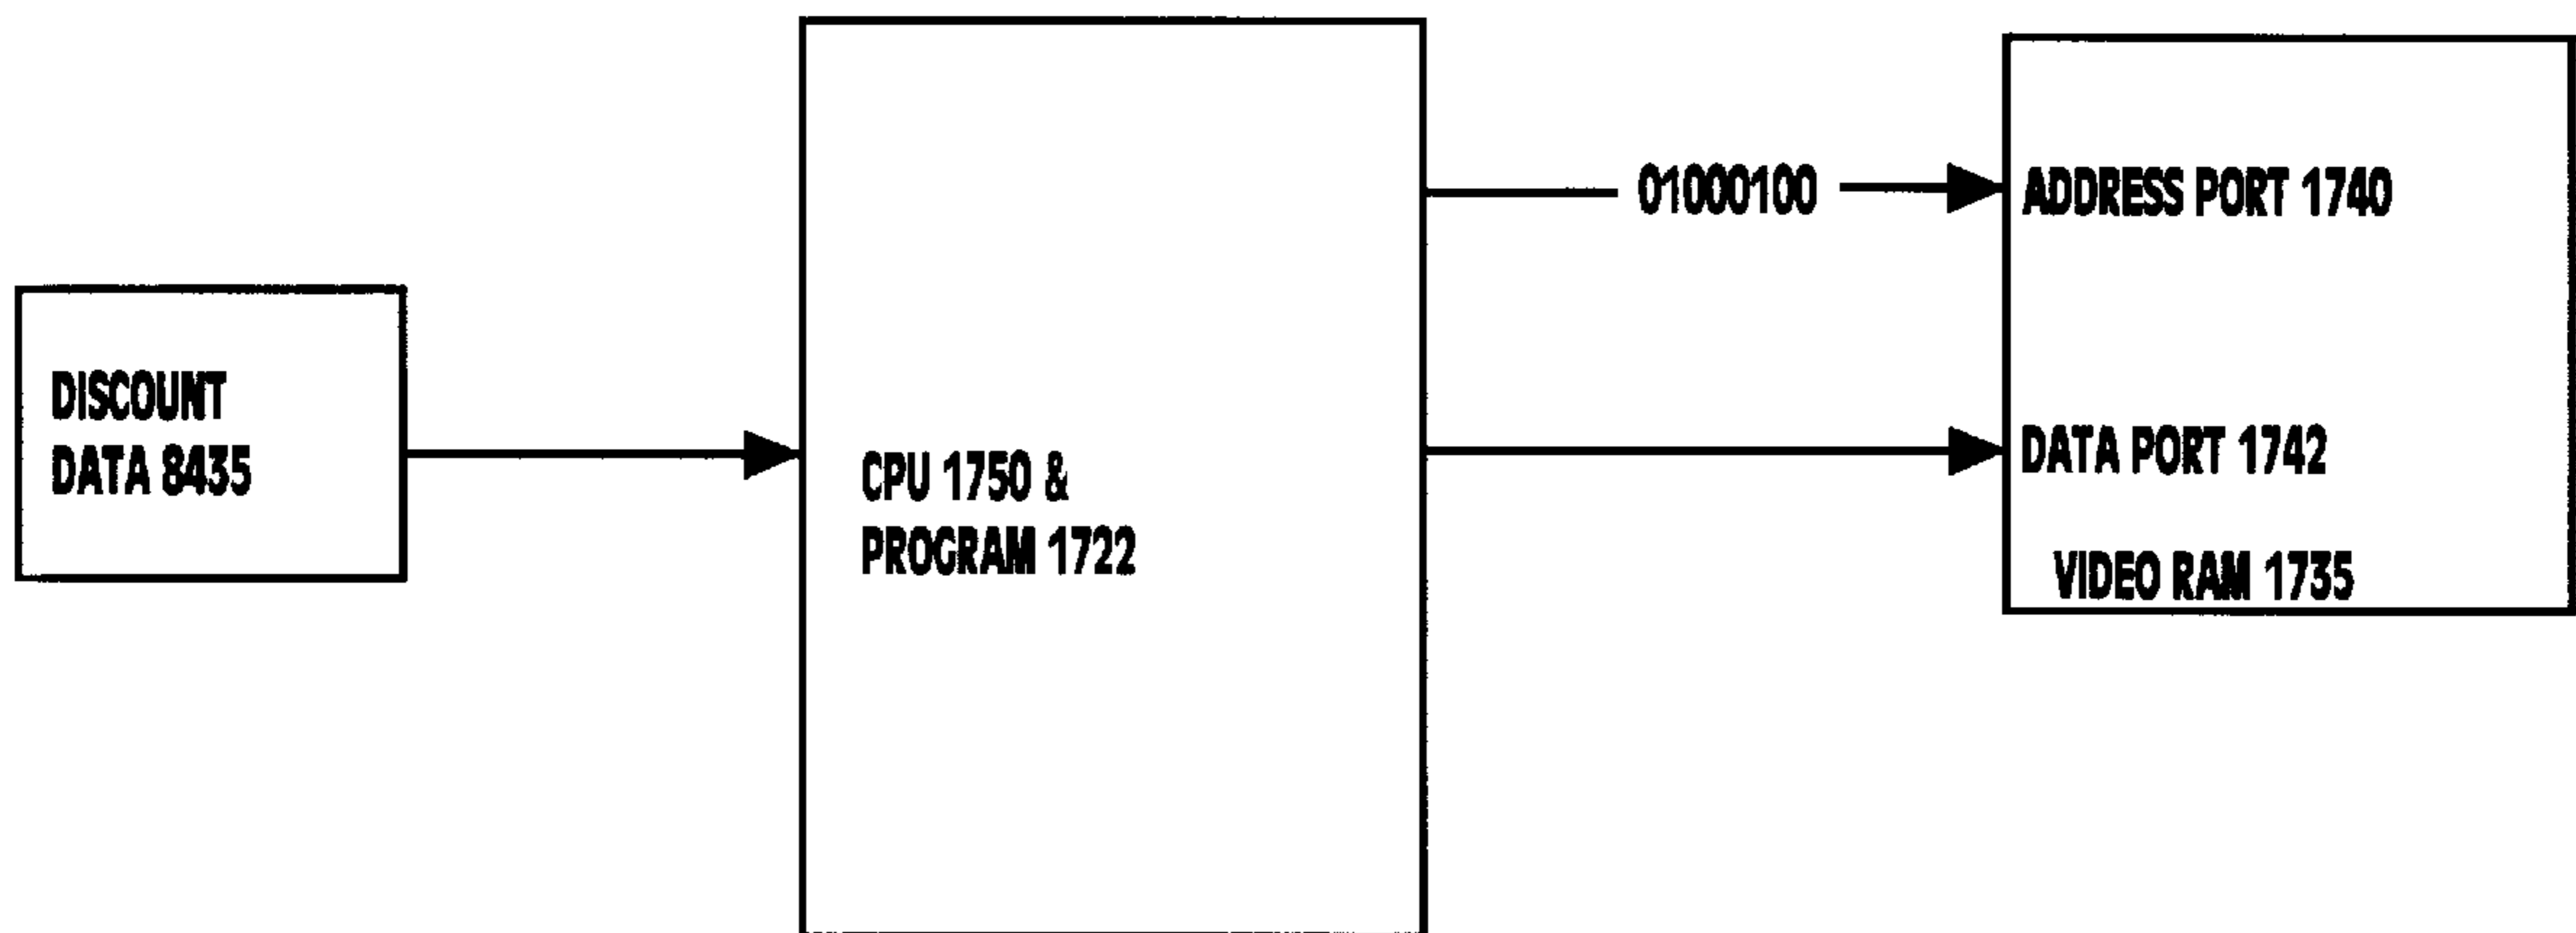 DISCOUNT
DATA 8435
CPU 1750 &
PROGRAM 1722
01000100
ADDRESS PORT 1740
DATA PORT 1742
VIDEO RAM 1735